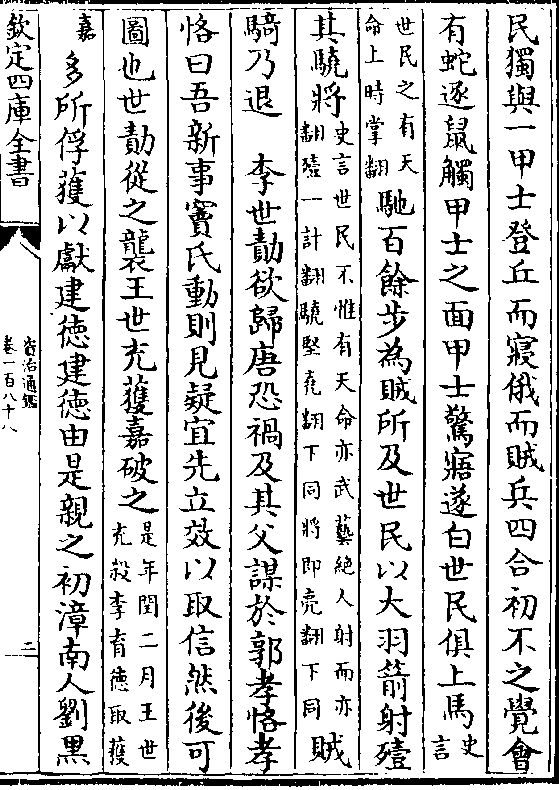 民獨與一甲士登丘而寢俄而賊兵四合初不之覺會
有蛇逐鼠觸甲士之面甲士驚寤遂白世民俱上馬史言
世民之有天命上時掌翻馳百餘步為賊所及世民以大羽箭射殪
其驍將史言世民不惟有天命亦武藝絶人射而亦翻殪一計翻驍堅堯翻下同將即亮翻下同賊
騎乃退　李世勣欲歸唐恐禍及其父謀於郭孝恪孝
恪曰吾新事竇氏動則見疑宜先立效以取信然後可
圖也世勣從之襲王世充獲嘉破之是年閏二月王世充殺李育德取獲
嘉多所俘獲以獻建德建德由是親之初漳南人劉黑
欽定四庫全書
資治通鑑
卷一百八十八
二